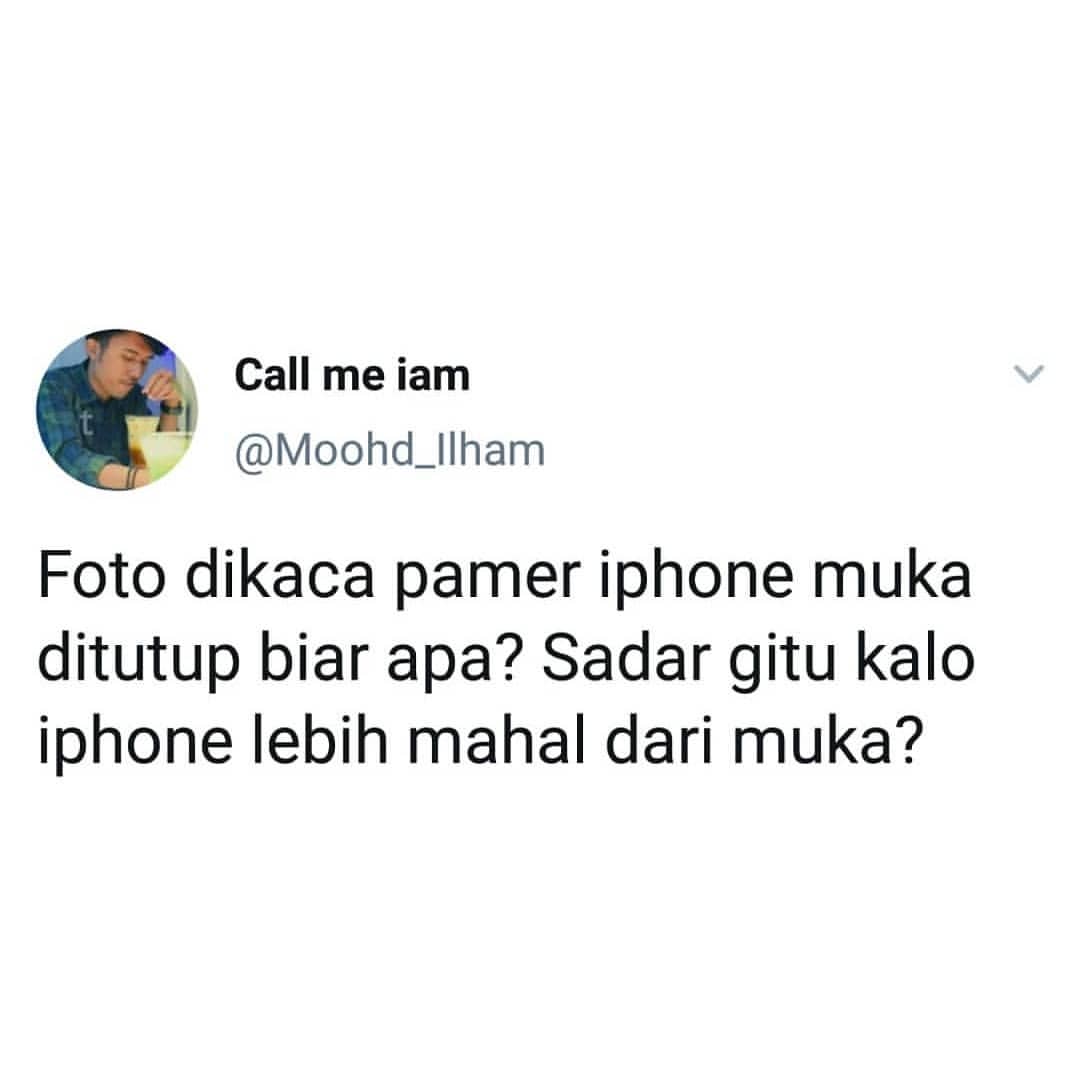 Call me iam
@Moohd_Ilham
Foto dikaca pamer iphone muka
ditutup biar apa? Sadar gitu kalo
iphone lebih mahal dari muka?